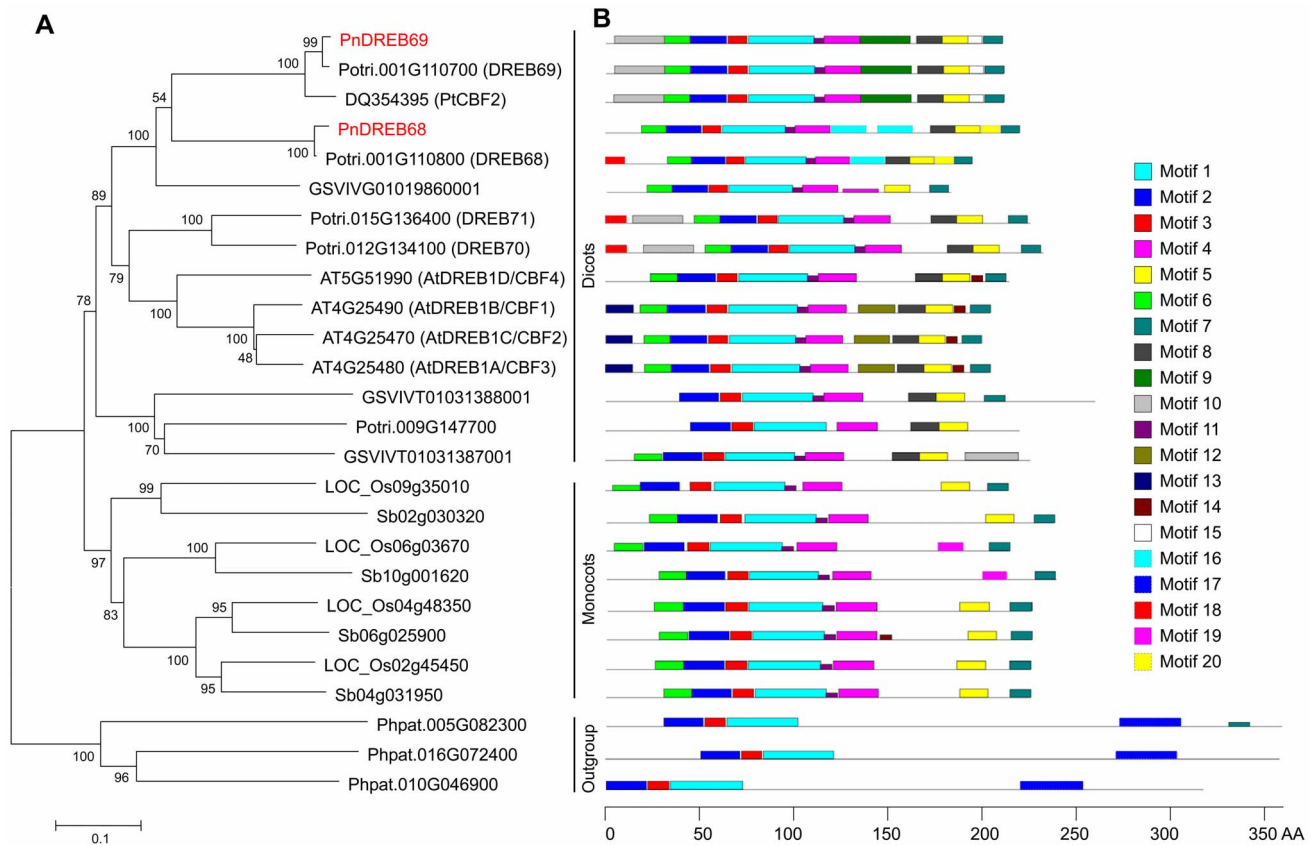 A
B
PnDREB69
Potri.001G110700 (DREB69)
DQ354395 (PtCBF2)
PnDREB68
Potri.001G110800 (DREB68)
GSVIVG01019860001
Potri.015G136400 (DREB71)
Potri.012G134100 (DREB70)
AT5G51990 (AtDREB1D/CBF4)
AT4G25490 (AtDREB1B/CBF1)
AT4G25470 (AtDREB1C/CBF2)
AT4G25480 (AtDREB1A/CBF3)
GSVIVT01031388001
Potri.009G147700
GSVIVT01031387001
LOC_Os09g35010
Sb02g030320
LOC_Os06g03670
Sb10g001620
LOC_Os04g48350
Sb06g025900
LOC_Os02g45450
Sb04g031950
Phpat.005G082300
Phpat.016G072400
Phpat.010G046900
99
100
54
100
100
89
100
79
78
100
100
48
100
70
99
100
97
83
95
100
95
100
96
0.1
Dicots
Monocots
Outgroup
Motif 1
Motif 2
Motif 3
Motif 4
Motif 5
Motif 6
Motif 7
Motif 8
Motif 9
Motif 10
Motif 11
Motif 12
Motif 13
Motif 14
Motif 15
Motif 16
Motif 17
Motif 18
Motif 19
Motif 20
0 50 100 150 200 250 300 350 AA